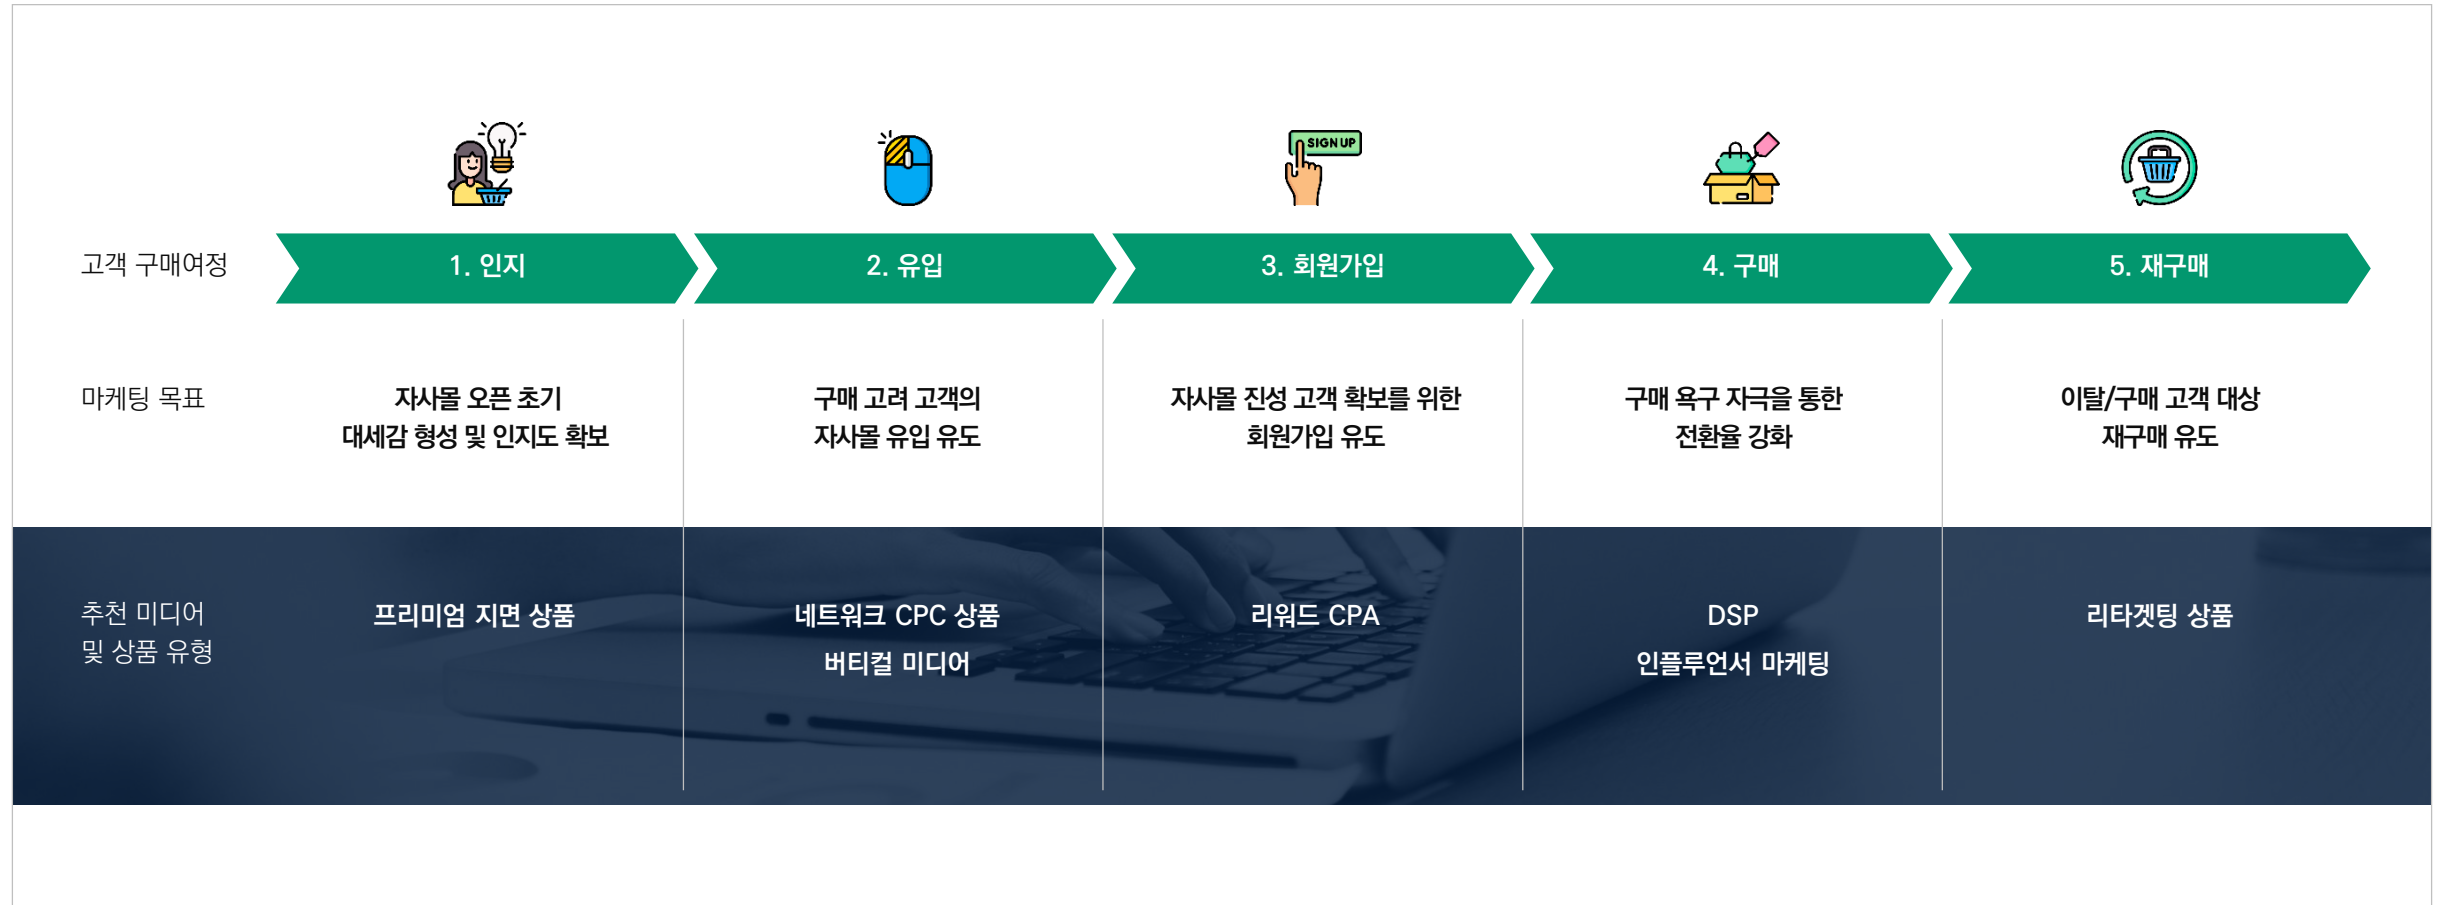 SIGN UP
고객 구매여정
1. 인지
2. 유입
3. 회원가입
4. 구매
5. 재구매
마케팅 목표
자사몰 오픈 초기
대세감 형성 및 인지도 확보
구매 고려 고객의
자사몰 유입 유도
자사몰 진성 고객 확보를 위한
회원가입 유도
구매 욕구 자극을 통한
전환율 강화
이탈/구매 고객 대상
재구매 유도
추천 미디어
및 상품 유형
프리미엄 지면 상품
네트워크 CPC 상품
버티컬 미디어
리워드 CPA
DSP
인플루언서 마케팅
리타겟팅 상품